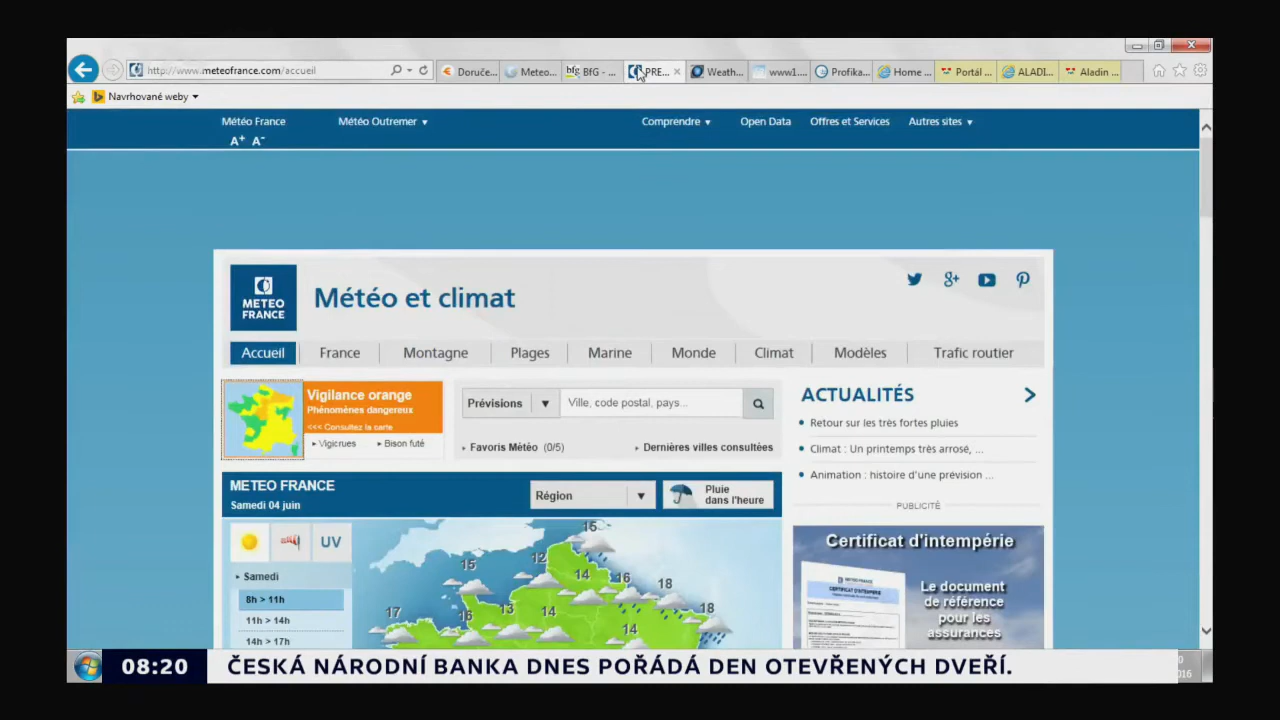 http://www.meteofrance.com/accueil
Doruče...
Meteo...
bfg BfG - ...
PRE...
Weath...
www1....
Profika...
Home ...
Portál ...
ALADI...
Aladin ...
Navrhované weby
Météo France
Météo Outremer
Comprendre
Open Data
Offres et Services
Autres sites
A+ A-
METEO FRANCE
Météo et climat
Accueil
France
Montagne
Plages
Marine
Monde
Climat
Modèles
Trafic routier
Vigilance orange
Phénomènes dangereux
<<< Consultez la carte
Vigicrues
Bison futé
Prévisions
Ville, code postal, pays...
Favoris Météo (0/5)
Dernières villes consultées
ACTUALITÉS
Retour sur les très fortes pluies
Climat : Un printemps très arrosé, ...
Animation : histoire d'une prévision ...
PUBLICITÉ
METEO FRANCE
Samedi 04 juin
Région
Pluie
dans l'heure
UV
Samedi
8h > 11h
11h > 14h
14h > 17h
15
12
15
14
16
18
17
16
13
14
18
14
Certificat d'intempérie
Le document
de référence
pour les
assurances
08:20
ČESKÁ NÁRODNÍ BANKA DNES POŘÁDÁ DEN OTEVŘENÝCH DVEŘÍ.